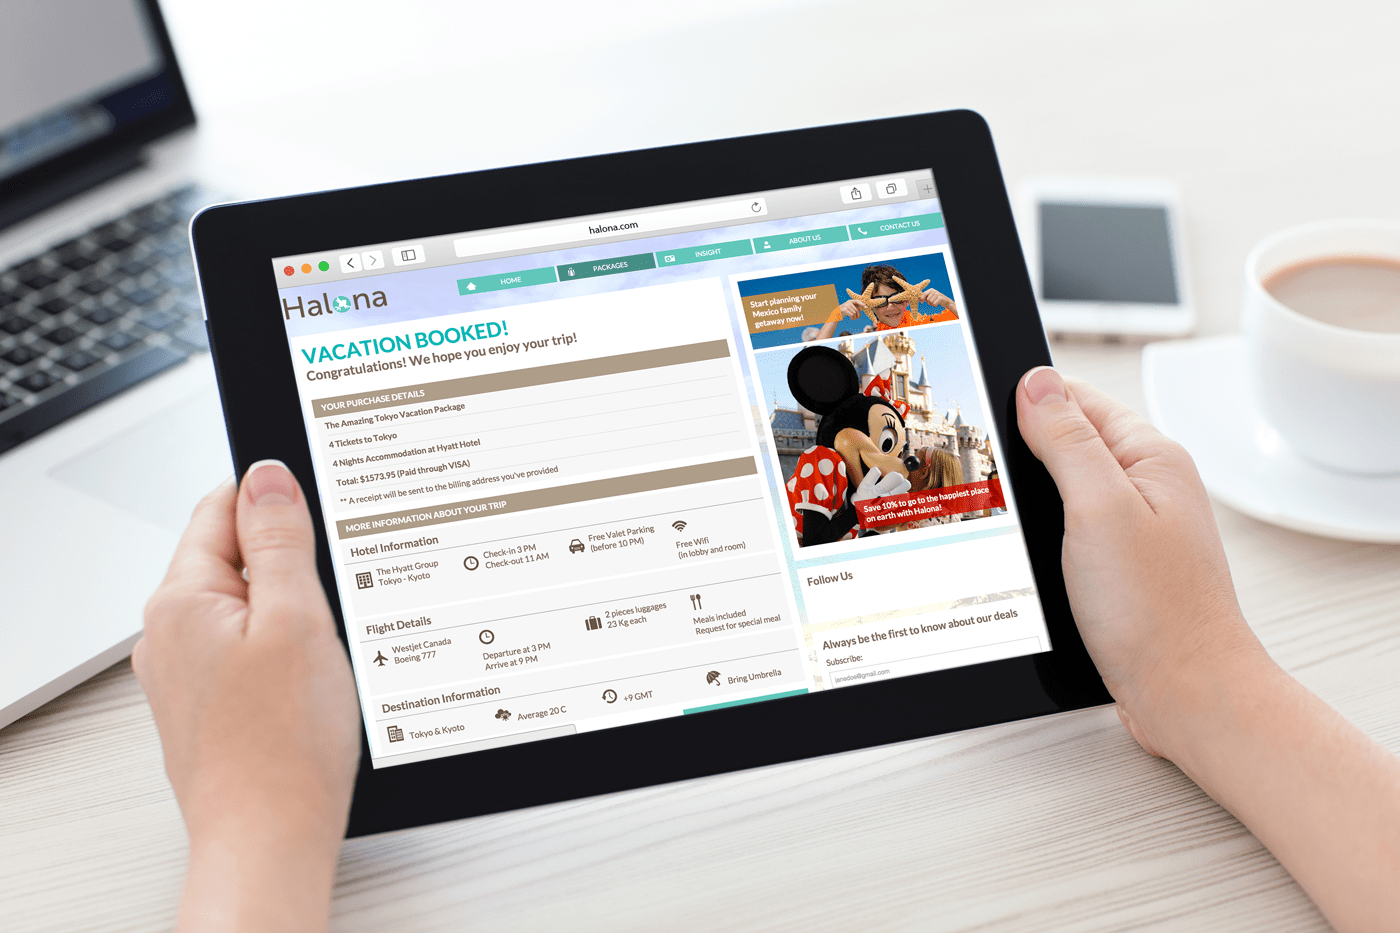 halona.com
HOME
PACKAGES
INSIGHT
ABOUT US
CONTACT US
Halona
VACATION BOOKED!
Congratulations! We hope you enjoy your trip!
YOUR PURCHASE DETAILS
The Amazing Tokyo Vacation Package
4 Tickets to Tokyo
4 Nights Accommodation at Hyatt Hotel
Total: $1573.95 (Paid through VISA)
** A receipt will be sent to the billing address you've provided
MORE INFORMATION ABOUT YOUR TRIP
Hotel Information
The Hyatt Group
Tokyo - Kyoto
Check-in 3 PM
Check-out 11 AM
Free Valet Parking
(before 10 PM)
Free Wifi
(in lobby and room)
Flight Details
Westjet Canada
Boeing 777
Departure at 3 PM
Arrive at 9 PM
2 pieces luggages
23 Kg each
Meals included
Request for special meal
Destination Information
Tokyo & Kyoto
Average 20 C
+9 GMT
Bring Umbrella
Start planning your
Mexico family
getaway now!
Save 10% to go to the happiest place
on earth with Halona!
Follow Us
Always be the first to know about our deals
Subscribe:
janedoe@gmail.com